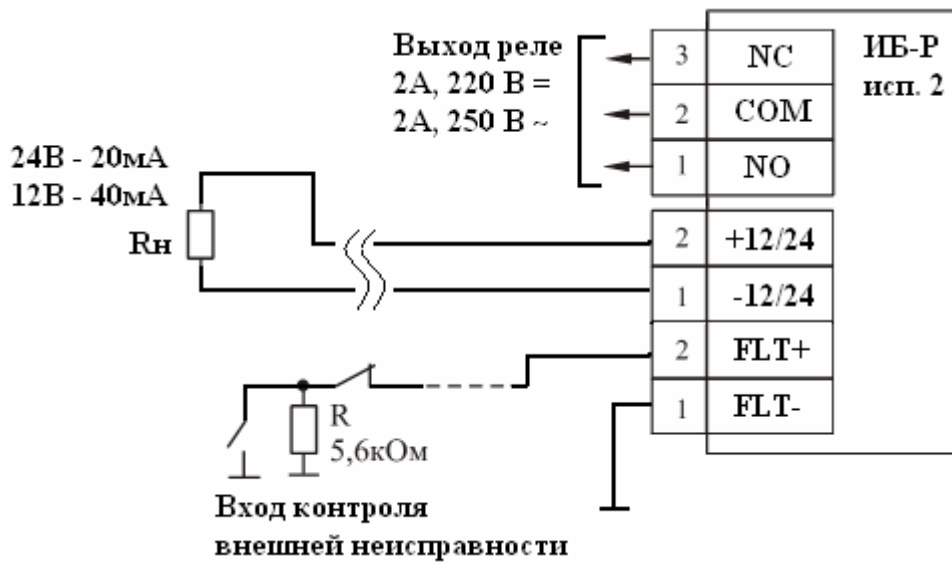 Выход реле
2А, 220 В =
2А, 250 В ~
3 NC
2 COM
1 NO
ИБ-Р
исп. 2
24В - 20мА
12В - 40мА
Rн
2 +12/24
1 -12/24
2 FLT+
1 FLT-
R
5,6кОм
Вход контроля
внешней неисправности